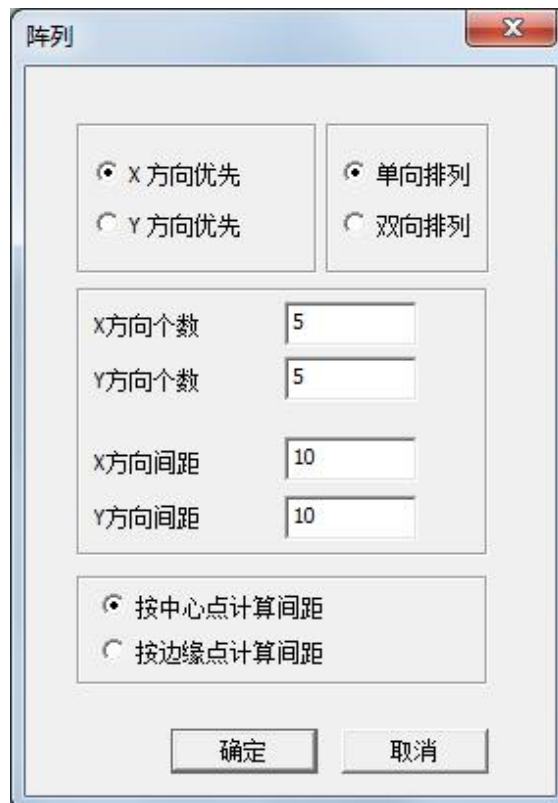 阵列
X 方向优先
Y 方向优先
单向排列
双向排列
X方向个数 5
Y方向个数 5
X方向间距 10
Y方向间距 10
按中心点计算间距
按边缘点计算间距
确定 取消